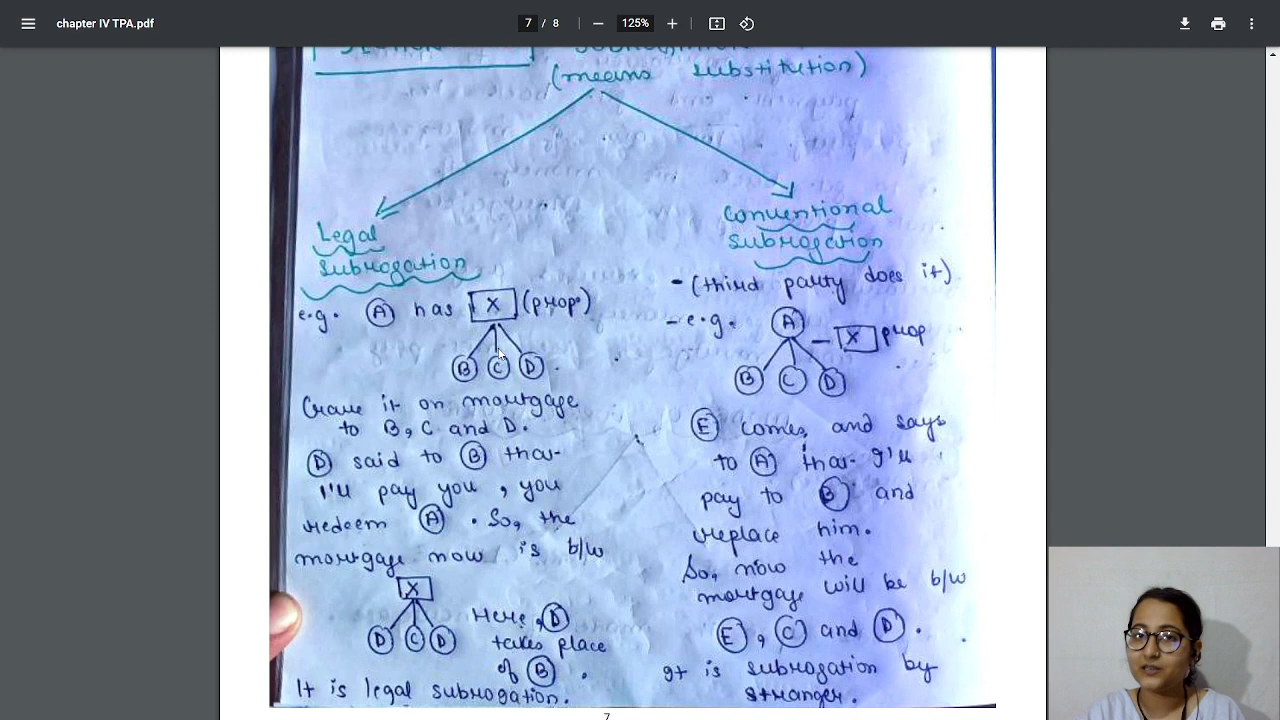 chapter IV TPA.pdf
7 / 8
125%
(means substitution)
Legal
subrogation
e.g. A has X (prop.)
B C D
Gave it on mortgage
to B, C and D.
D said to B that
I'll pay you, you
redeem A. So, the
mortgage now is b/w
X
D C D
Here, D
takes place
of B.
It is legal subrogation.
Conventional
subrogation
- (third party does it)
- e.g. A - X prop
B C D
E comes and says
to A that I'll
pay to B and
replace him.
So, now the
mortgage will be b/w
E, C and D.
It is subrogation by
stranger.
7